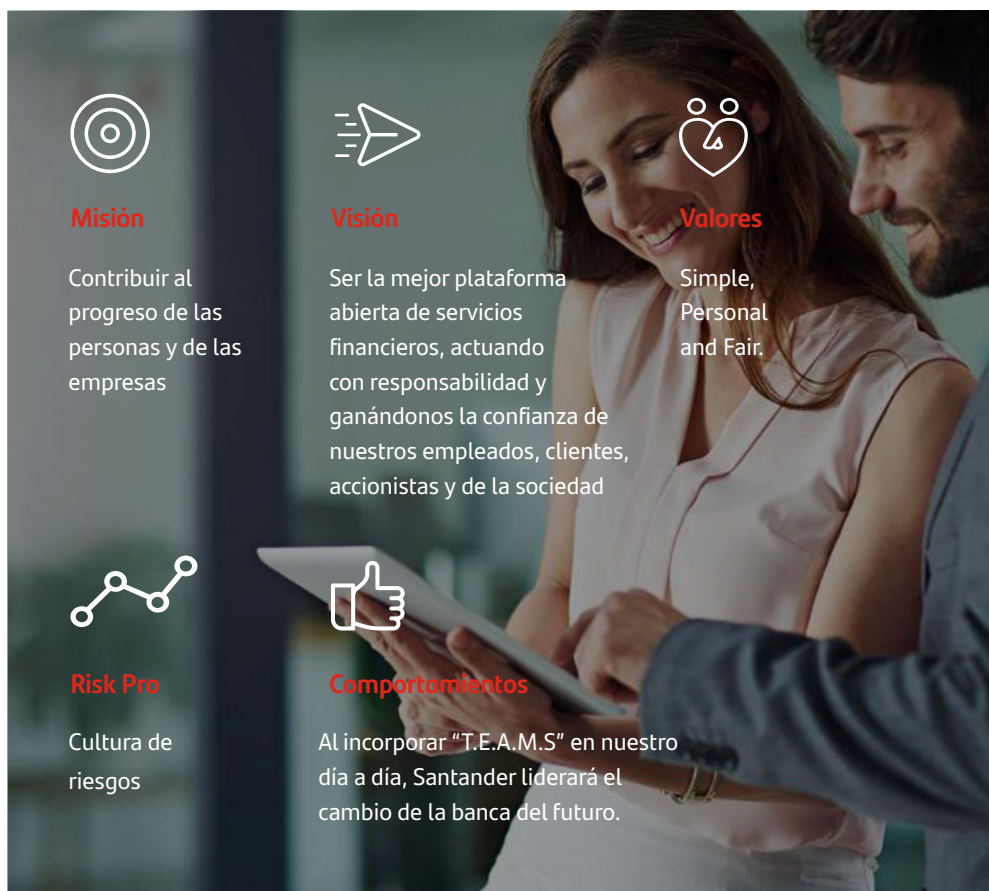 Misión
Contribuir al
progreso de las
personas y de las
empresas
Visión
Ser la mejor plataforma
abierta de servicios
financieros, actuando
con responsabilidad y
ganándonos la confianza de
nuestros empleados, clientes,
accionistas y de la sociedad
Valores
Simple,
Personal
and Fair.
Risk Pro
Cultura de
riesgos
Comportamientos
Al incorporar “T.E.A.M.S” en nuestro
día a día, Santander liderará el
cambio de la banca del futuro.